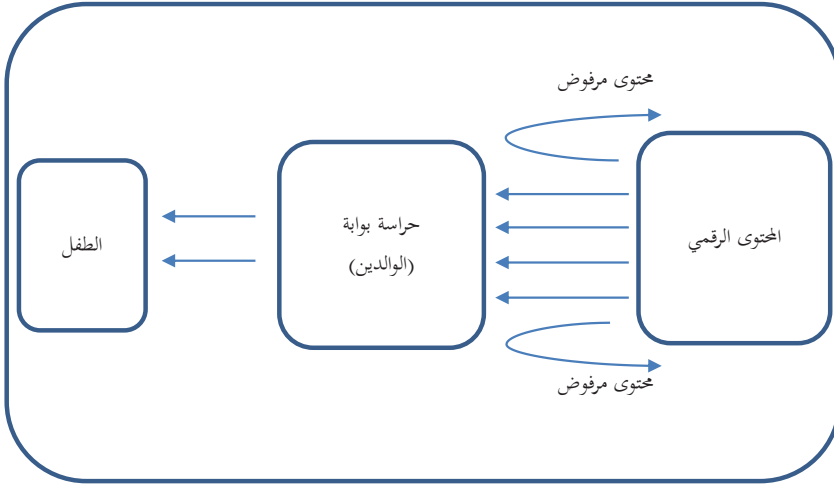 محتوى مرفوض
المحتوى الرقمي
حراسة بوابة
(الوالدين)
الطفل
محتوى مرفوض